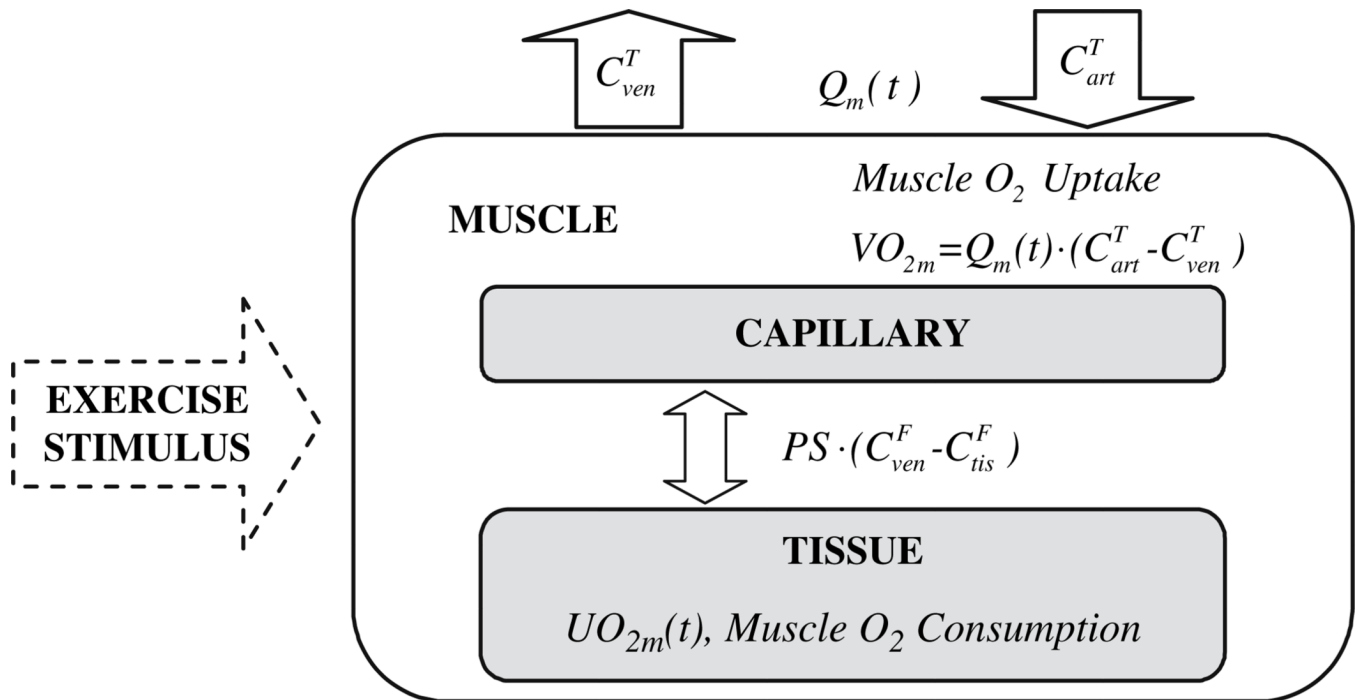 C^T_ven
Q_m(t)
C^T_art
Muscle O_2 Uptake
MUSCLE
VO_2m=Q_m(t)·(C^T_art-C^T_ven)
CAPILLARY
EXERCISE
STIMULUS
PS·(C^F_ven-C^F_tis)
TISSUE
UO_2m(t), Muscle O_2 Consumption